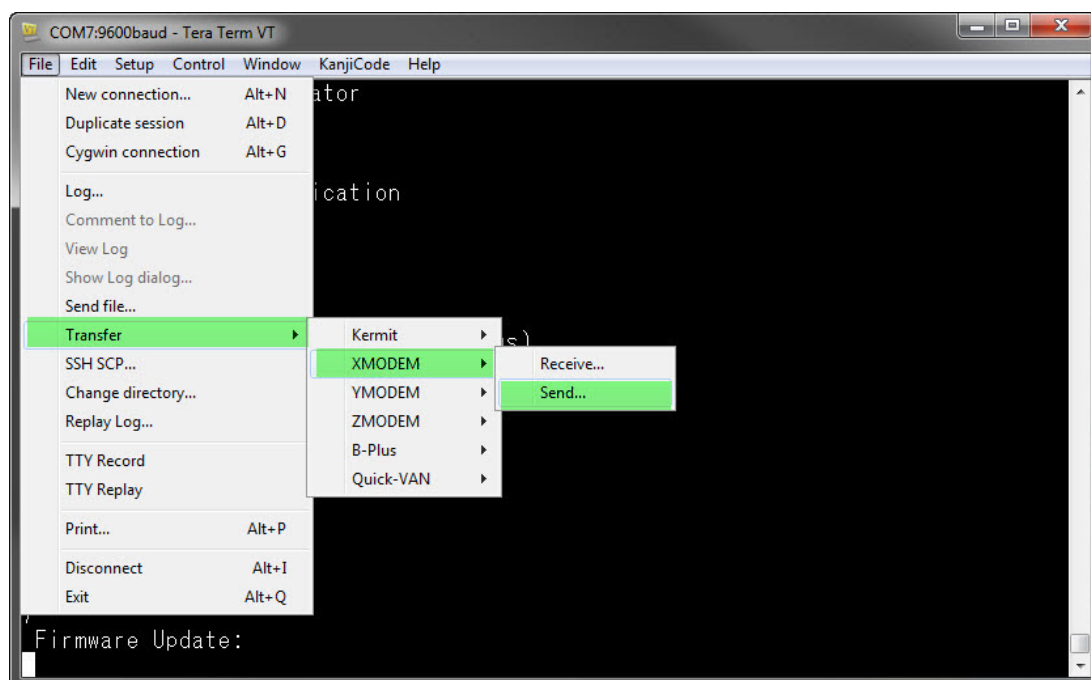 COM7:9600baud - Tera Term VT
File Edit Setup Control Window KanjiCode Help
New connection... Alt+N
Duplicate session Alt+D
Cygwin connection Alt+G
Log...
Comment to Log...
View Log
Show Log dialog...
Send file...
Transfer
SSH SCP...
Change directory...
Replay Log...
TTY Record
TTY Replay
Print... Alt+P
Disconnect Alt+I
Exit Alt+Q
Kermit
XMODEM
YMODEM
ZMODEM
B-Plus
Quick-VAN
Receive...
Send...
ator
ication
s)
Firmware Update: